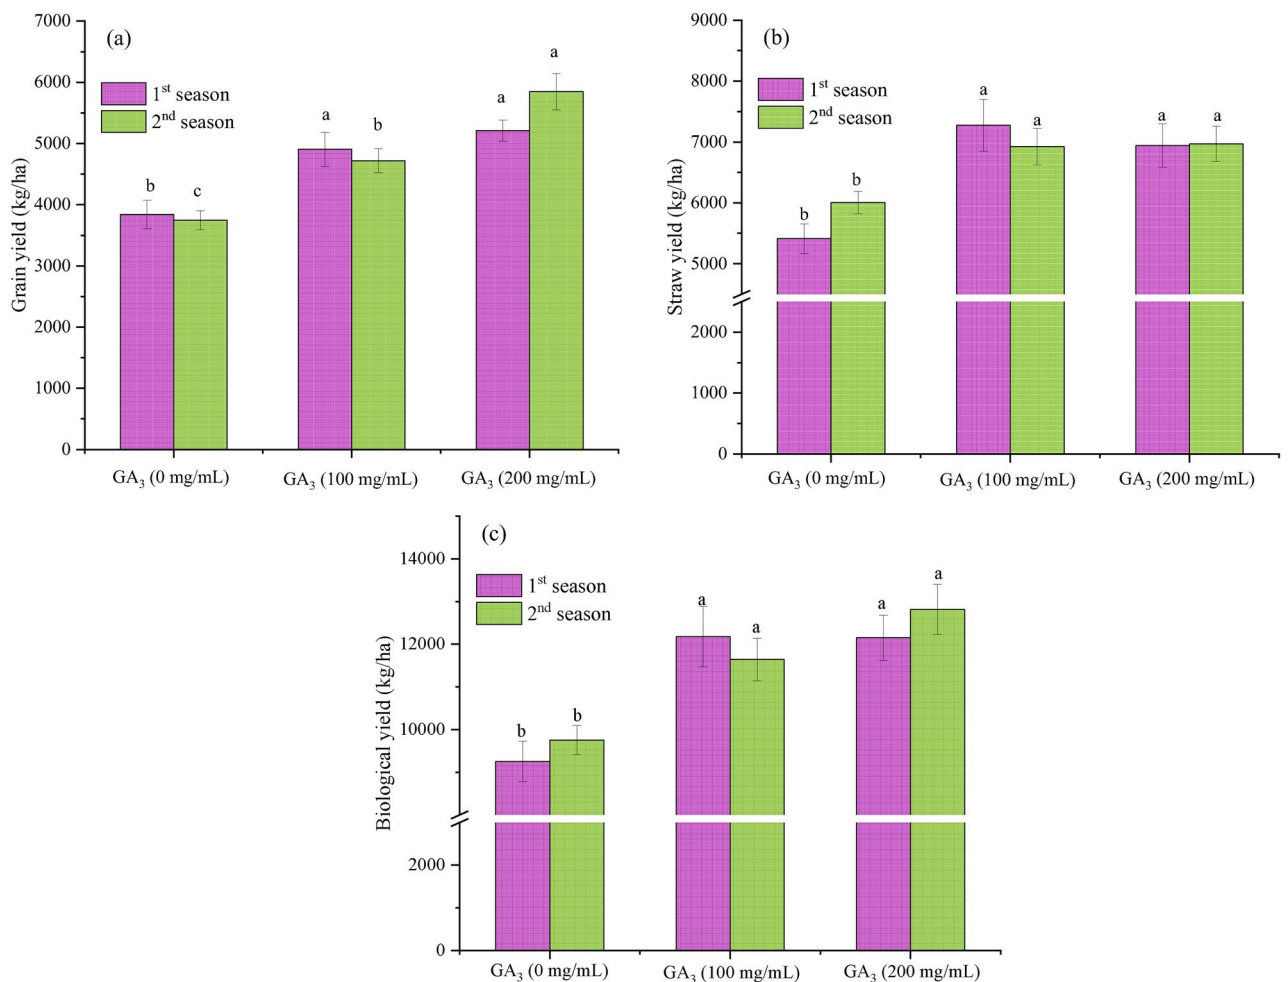 (a)
7000
6000
5000
4000
3000
2000
1000
0
Grain yield (kg/ha)
1st season
2nd season
b
c
a
b
a
a
GA3 (0 mg/mL)
GA3 (100 mg/mL)
GA3 (200 mg/mL)
(b)
9000
8000
7000
6000
5000
2000
1000
0
Straw yield (kg/ha)
1st season
2nd season
b
b
a
a
a
a
GA3 (0 mg/mL)
GA3 (100 mg/mL)
GA3 (200 mg/mL)
(c)
14000
12000
10000
2000
0
Biological yield (kg/ha)
1st season
2nd season
b
b
a
a
a
a
GA3 (0 mg/mL)
GA3 (100 mg/mL)
GA3 (200 mg/mL)